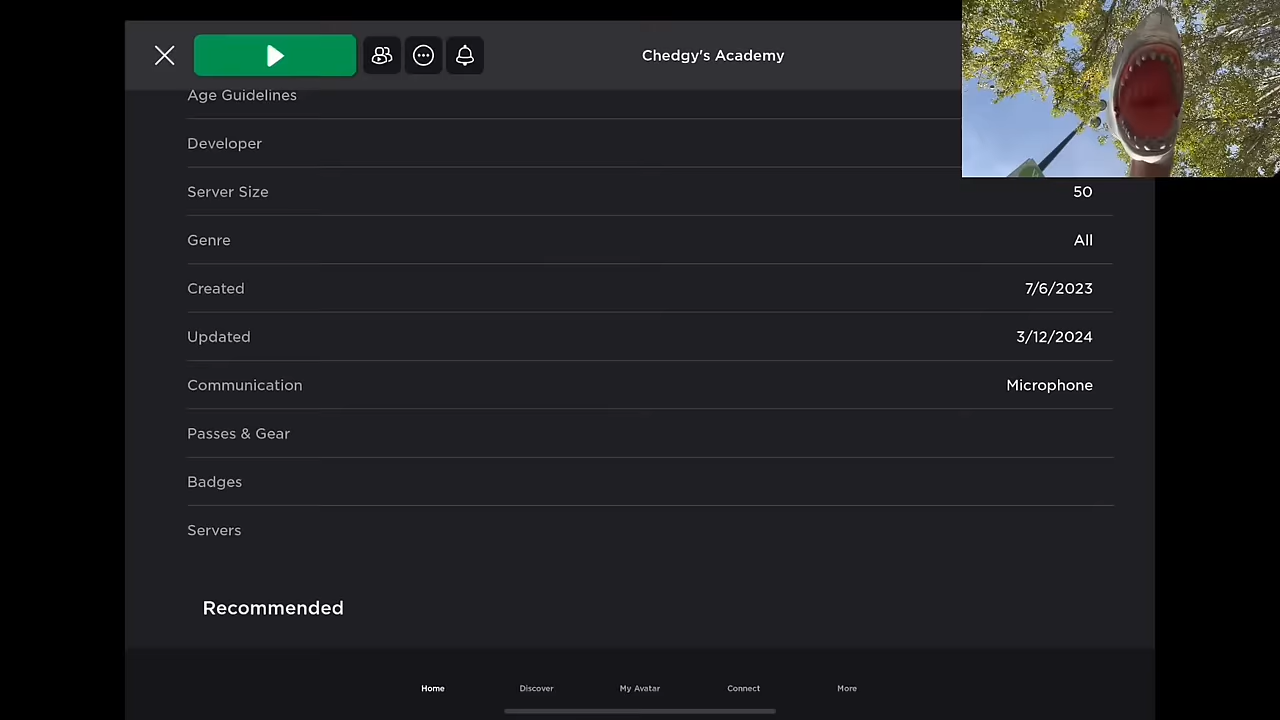 Chedgy's Academy
Age Guidelines
Developer
Server Size 50
Genre All
Created 7/6/2023
Updated 3/12/2024
Communication Microphone
Passes & Gear
Badges
Servers
Recommended
Home Discover My Avatar Connect More